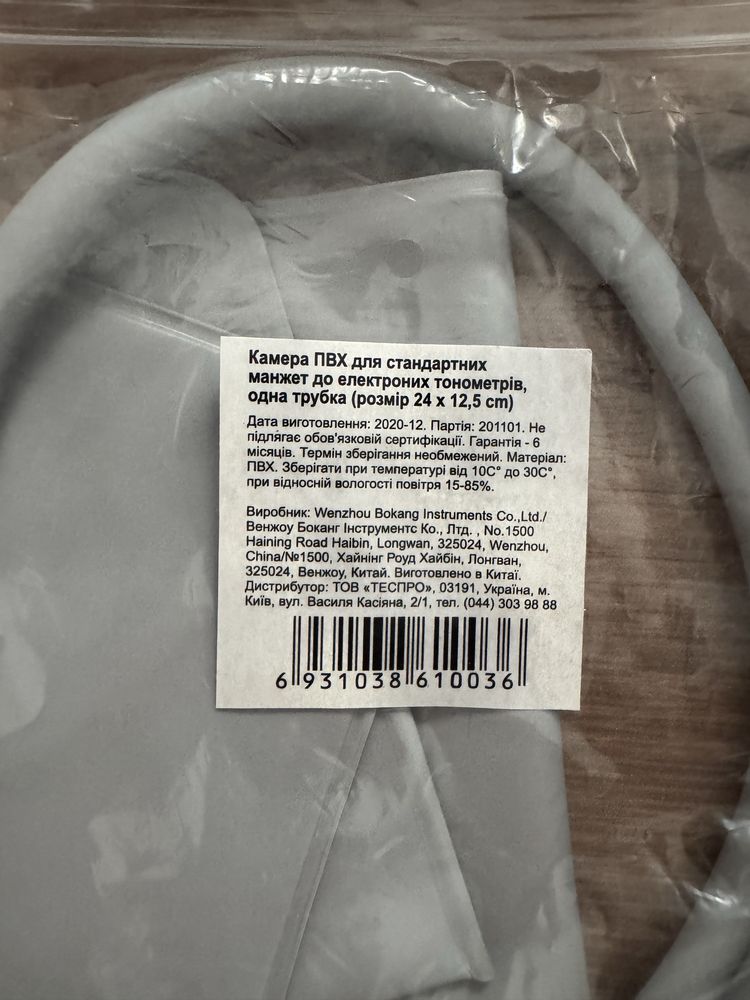 Камера ПВХ для стандартних
манжет до електроних тонометрів,
одна трубка (розмір 24 х 12,5 cm)
Дата виготовлення: 2020-12. Партія: 201101. Не
підлягає обов'язковій сертифікації. Гарантія - 6
місяців. Термін зберігання необмежений. Матеріал:
ПВХ. Зберігати при температурі від 10C° до 30C°,
при відносній вологості повітря 15-85%.
Виробник: Wenzhou Bokang Instruments Co.,Ltd./
Венжоу Боканг Інструментс Ко., Лтд. , No.1500
Haining Road Haibin, Longwan, 325024, Wenzhou,
China/№1500, Хайнінг Роуд Хайбін, Лонгван,
325024, Венжоу, Китай. Виготовлено в Китаї.
Дистрибутор: ТОВ «ТЕСПРО», 03191, Україна, м.
Київ, вул. Василя Касіяна, 2/1, тел. (044) 303 98 88
6 931038 610036